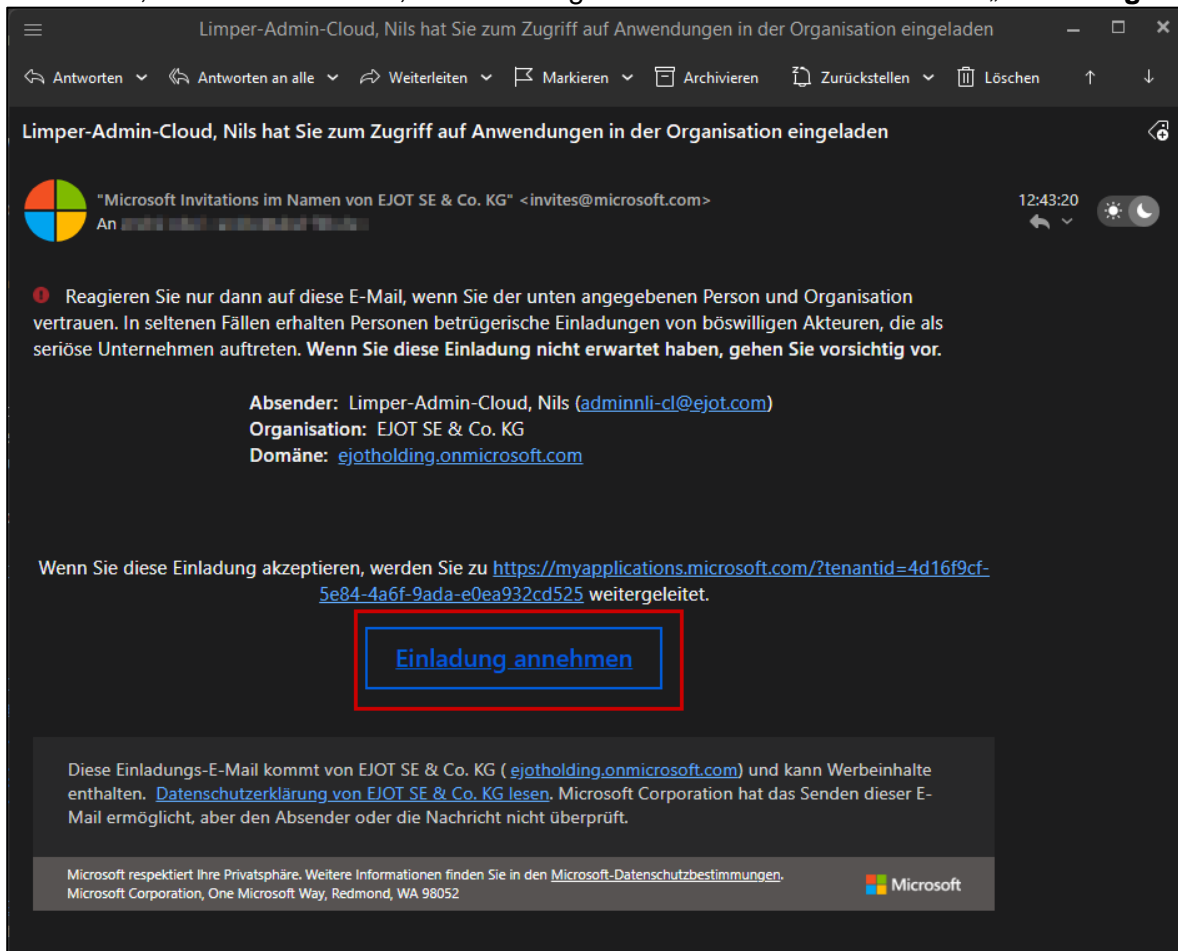 Limper-Admin-Cloud, Nils hat Sie zum Zugriff auf Anwendungen in der Organisation eingeladen
Antworten Antworten an alle Weiterleiten Markieren Archivieren Zurückstellen Löschen
Limper-Admin-Cloud, Nils hat Sie zum Zugriff auf Anwendungen in der Organisation eingeladen
"Microsoft Invitations im Namen von EJOT SE & Co. KG" <invites@microsoft.com> 12:43:20
An
Reagieren Sie nur dann auf diese E-Mail, wenn Sie der unten angegebenen Person und Organisation
vertrauen. In seltenen Fällen erhalten Personen betrügerische Einladungen von böswilligen Akteuren, die als
seriöse Unternehmen auftreten. Wenn Sie diese Einladung nicht erwartet haben, gehen Sie vorsichtig vor.
Absender: Limper-Admin-Cloud, Nils (adminnli-cl@ejot.com)
Organisation: EJOT SE & Co. KG
Domäne: ejotholding.onmicrosoft.com
Wenn Sie diese Einladung akzeptieren, werden Sie zu https://myapplications.microsoft.com/?tenantid=4d16f9cf-
5e84-4a6f-9ada-e0ea932cd525 weitergeleitet.
Einladung annehmen
Diese Einladungs-E-Mail kommt von EJOT SE & Co. KG ( ejotholding.onmicrosoft.com) und kann Werbeinhalte
enthalten. Datenschutzerklärung von EJOT SE & Co. KG lesen. Microsoft Corporation hat das Senden dieser E-
Mail ermöglicht, aber den Absender oder die Nachricht nicht überprüft.
Microsoft respektiert Ihre Privatsphäre. Weitere Informationen finden Sie in den Microsoft-Datenschutzbestimmungen.
Microsoft Corporation, One Microsoft Way, Redmond, WA 98052
Microsoft